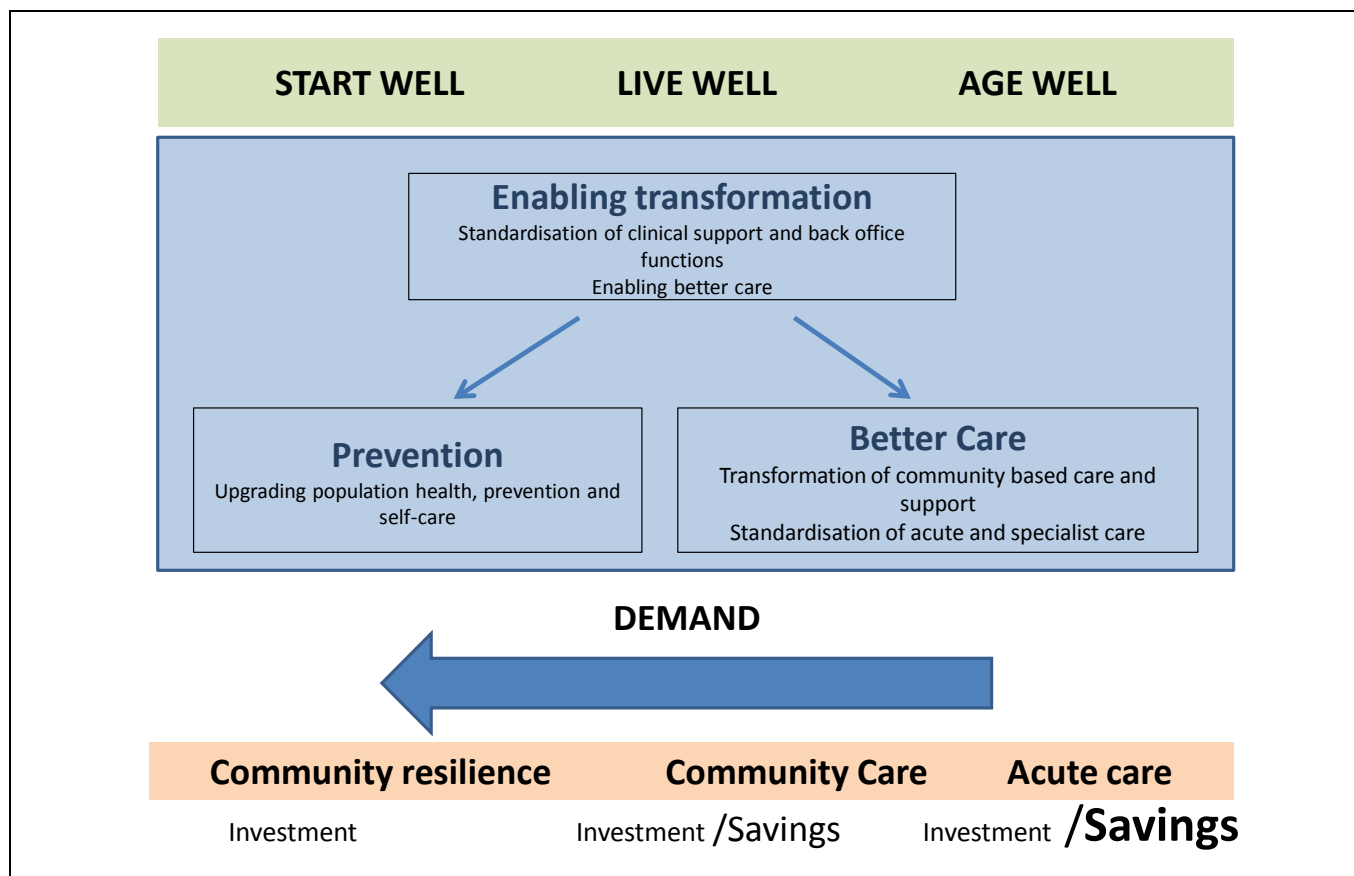 START WELL LIVE WELL AGE WELL
Enabling transformation
Standardisation of clinical support and back office
functions
Enabling better care
Prevention
Upgrading population health, prevention and
self-care
Better Care
Transformation of community based care and
support
Standardisation of acute and specialist care
DEMAND
Community resilience Community Care Acute care
Investment Investment /Savings Investment /Savings